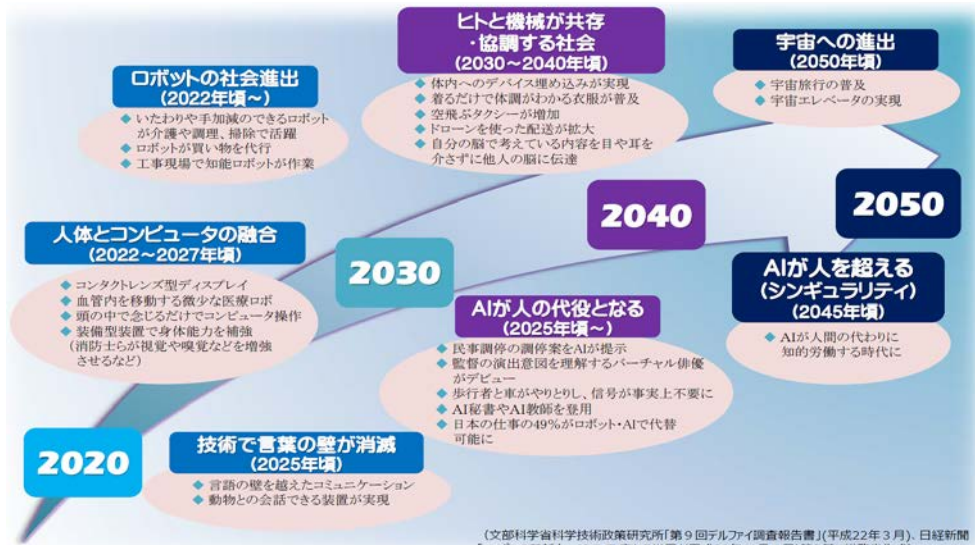 ヒトと機械が共存
・協調する社会
(2030～2040年頃)
◆ 体内へのデバイス埋め込みが実現
◆ 着るだけで体調がわかる衣服が普及
◆ 空飛ぶタクシーが増加
◆ ドローンを使った配送が拡大
◆ 自分の脳で考えている内容を目や耳を
介さずに他人の脳に伝達
宇宙への進出
(2050年頃)
◆ 宇宙旅行の普及
◆ 宇宙エレベータの実現
ロボットの社会進出
(2022年頃～)
◆ いたわりや手加減のできるロボット
が介護や調理、掃除で活躍
◆ ロボットが買い物を代行
◆ 工事現場で知能ロボットが作業
2050
2040
2030
人体とコンピュータの融合
(2022～2027年頃)
◆ コンタクトレンズ型ディスプレイ
◆ 血管内を移動する微少な医療ロボ
◆ 頭の中で念じるだけでコンピュータ操作
◆ 装備型装置で身体能力を補強
(消防士らが視覚や嗅覚などを増強
させるなど)
AIが人の代役となる
(2025年頃～)
◆ 民事調停の調停案をAIが提示
◆ 監督の演出意図を理解するバーチャル俳優
がデビュー
◆ 歩行者と車がやりとりし、信号が事実上不要に
◆ AI秘書やAI教師を登用
◆ 日本の仕事の49%がロボット・AIで代替
可能に
AIが人を超える
(シンギュラリティ)
(2045年頃)
◆ AIが人間の代わりに
知的労働する時代に
2020
技術で言葉の壁が消滅
(2025年頃)
◆ 言語の壁を越えたコミュニケーション
◆ 動物との会話できる装置が実現
(文部科学省科学技術政策研究所「第9回デルファイ調査報告書」(平成22年3月)、日経新聞